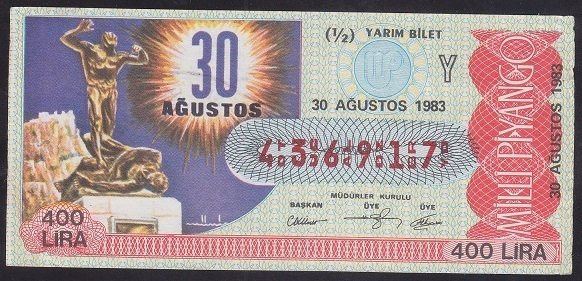 30
AĞUSTOS
400
LİRA
(½) YARIM BİLET
Y
30 AĞUSTOS 1983
436917
MÜDÜRLER KURULU
BAŞKAN ÜYE ÜYE
400 LİRA
MİLLİ PİYANGO
30 AĞUSTOS 1983